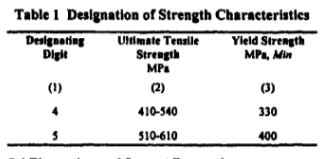 Table 1 Designation of Strength Characteristics
Designating Ultimate Tensile Yield Strength
Digit Strength MPa, Min
MPa
(1) (2) (3)
4 410-540 330
5 510-610 400